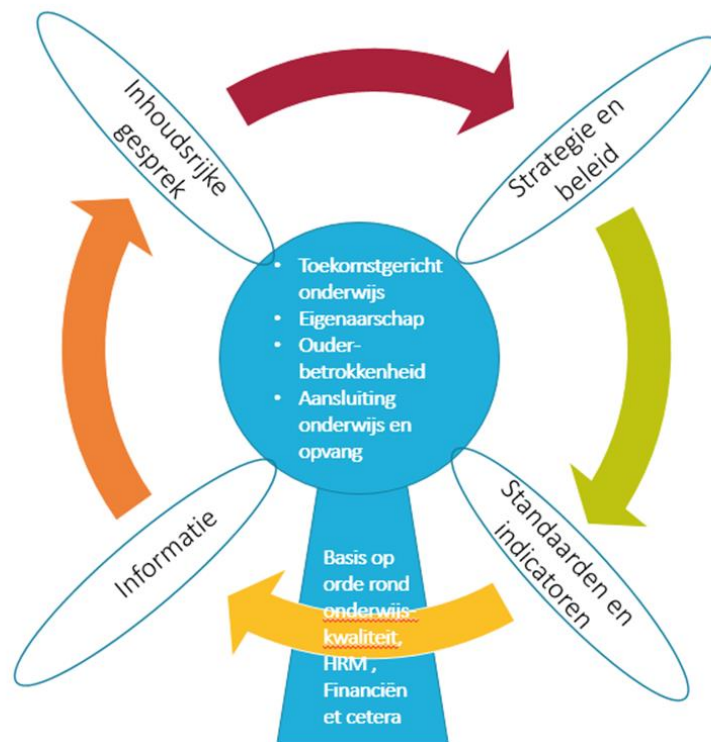 Inhoudsrijke
gesprek
Strategie en
beleid
• Toekomstgericht
onderwijs
• Eigenaarschap
• Ouder-
betrokkenheid
• Aansluiting
onderwijs en
opvang
Informatie
Standaarden en
indicatoren
Basis op
orde rond
onderwijs-
kwaliteit,
HRM ,
Financiën
et cetera